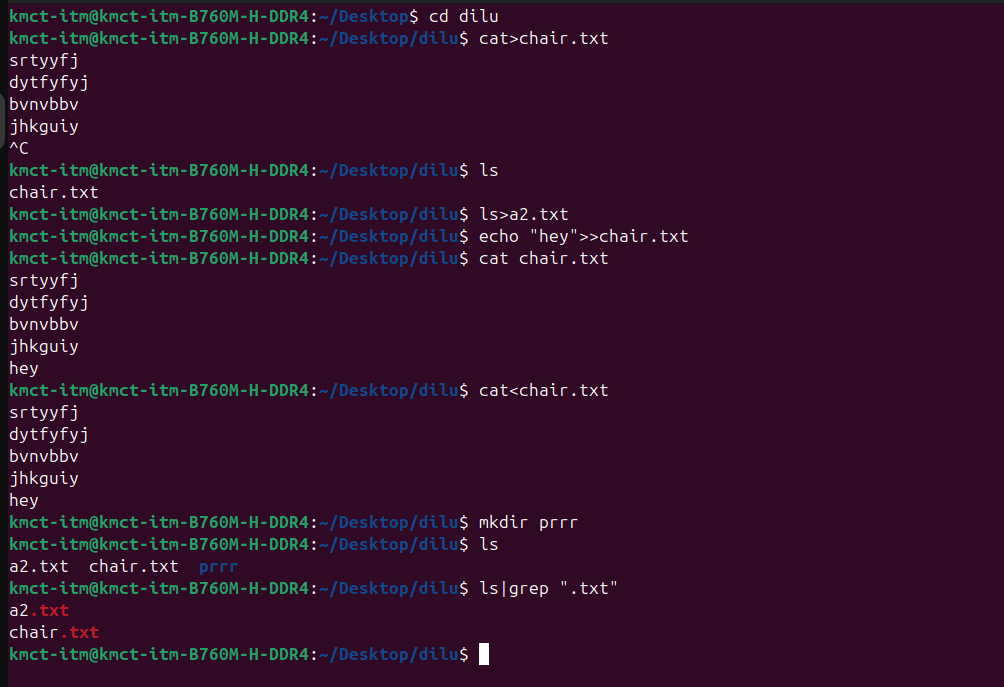 kmct-itm@kmct-itm-B760M-H-DDR4:~/Desktop$ cd dilu
kmct-itm@kmct-itm-B760M-H-DDR4:~/Desktop/dilu$ cat>chair.txt
srtyyfj
dytfyfyj
bvnvbbv
jhkguiy
^C
kmct-itm@kmct-itm-B760M-H-DDR4:~/Desktop/dilu$ ls
chair.txt
kmct-itm@kmct-itm-B760M-H-DDR4:~/Desktop/dilu$ ls>a2.txt
kmct-itm@kmct-itm-B760M-H-DDR4:~/Desktop/dilu$ echo "hey">>chair.txt
kmct-itm@kmct-itm-B760M-H-DDR4:~/Desktop/dilu$ cat chair.txt
srtyyfj
dytfyfyj
bvnvbbv
jhkguiy
hey
kmct-itm@kmct-itm-B760M-H-DDR4:~/Desktop/dilu$ cat<chair.txt
srtyyfj
dytfyfyj
bvnvbbv
jhkguiy
hey
kmct-itm@kmct-itm-B760M-H-DDR4:~/Desktop/dilu$ mkdir prrr
kmct-itm@kmct-itm-B760M-H-DDR4:~/Desktop/dilu$ ls
a2.txt  chair.txt  prrr
kmct-itm@kmct-itm-B760M-H-DDR4:~/Desktop/dilu$ ls|grep ".txt"
a2.txt
chair.txt
kmct-itm@kmct-itm-B760M-H-DDR4:~/Desktop/dilu$